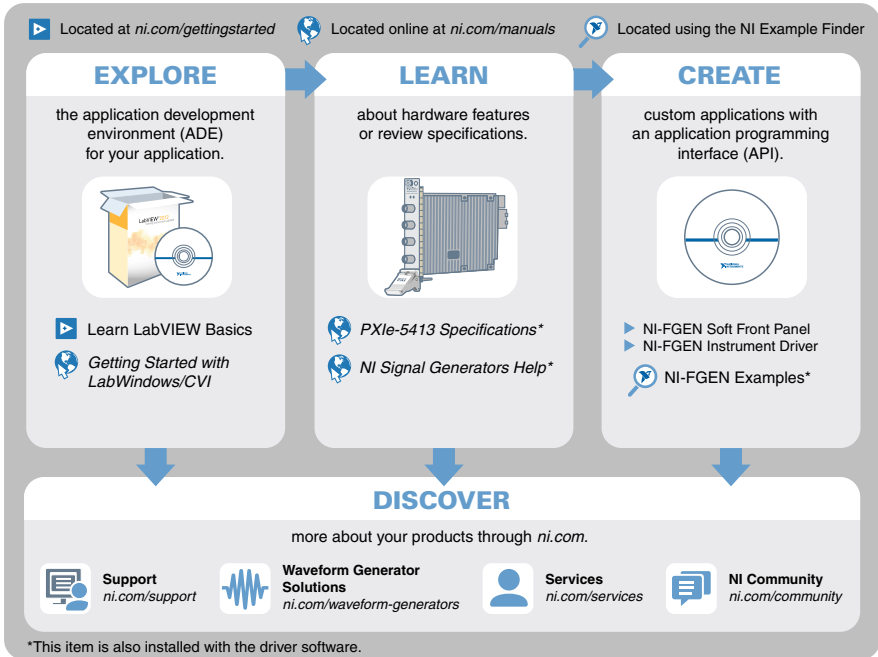 Located at ni.com/gettingstarted
Located online at ni.com/manuals
Located using the NI Example Finder
EXPLORE
the application development
environment (ADE)
for your application.
LabVIEW
Learn LabVIEW Basics
Getting Started with
LabWindows/CVI
LEARN
about hardware features
or review specifications.
PXIe-5413 Specifications*
NI Signal Generators Help*
CREATE
custom applications with
an application programming
interface (API).
NI-FGEN Soft Front Panel
NI-FGEN Instrument Driver
NI-FGEN Examples*
DISCOVER
more about your products through ni.com.
Support
ni.com/support
Waveform Generator
Solutions
ni.com/waveform-generators
Services
ni.com/services
NI Community
ni.com/community
*This item is also installed with the driver software.